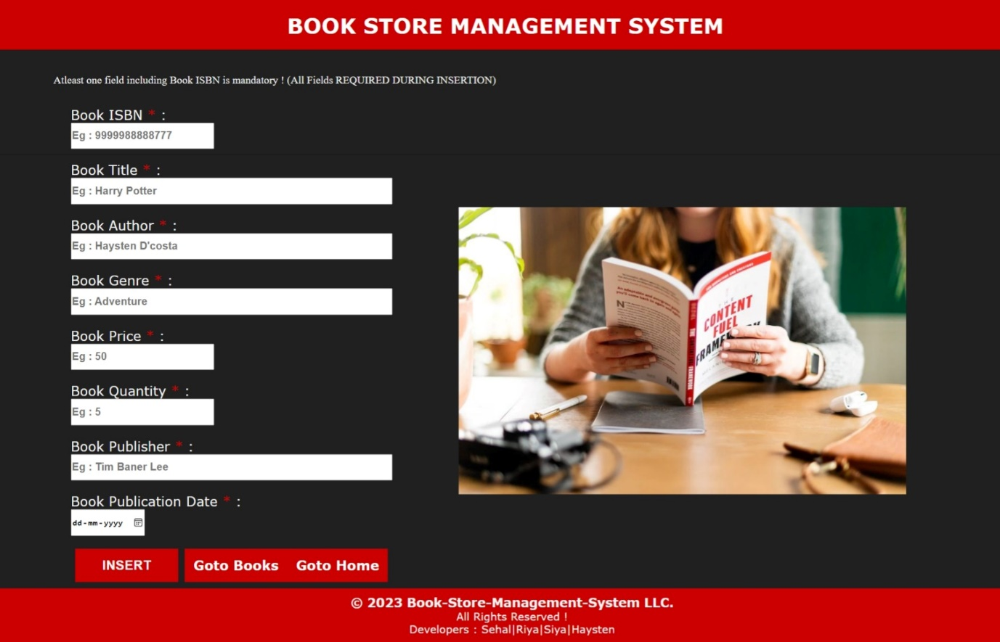 BOOK STORE MANAGEMENT SYSTEM
Atleast one field including Book ISBN is mandatory ! (All Fields REQUIRED DURING INSERTION)
Book ISBN * :
Eg : 9999988888777
Book Title * :
Eg : Harry Potter
Book Author * :
Eg : Haysten D'costa
Book Genre * :
Eg : Adventure
Book Price * :
Eg : 50
Book Quantity * :
Eg : 5
Book Publisher * :
Eg : Tim Baner Lee
Book Publication Date * :
dd-mm-yyyy
THE
CONTENT
FUEL
INSERT
Goto Books Goto Home
© 2023 Book-Store-Management-System LLC.
All Rights Reserved !
Developers : Sehal|Riya|Siya|Haysten